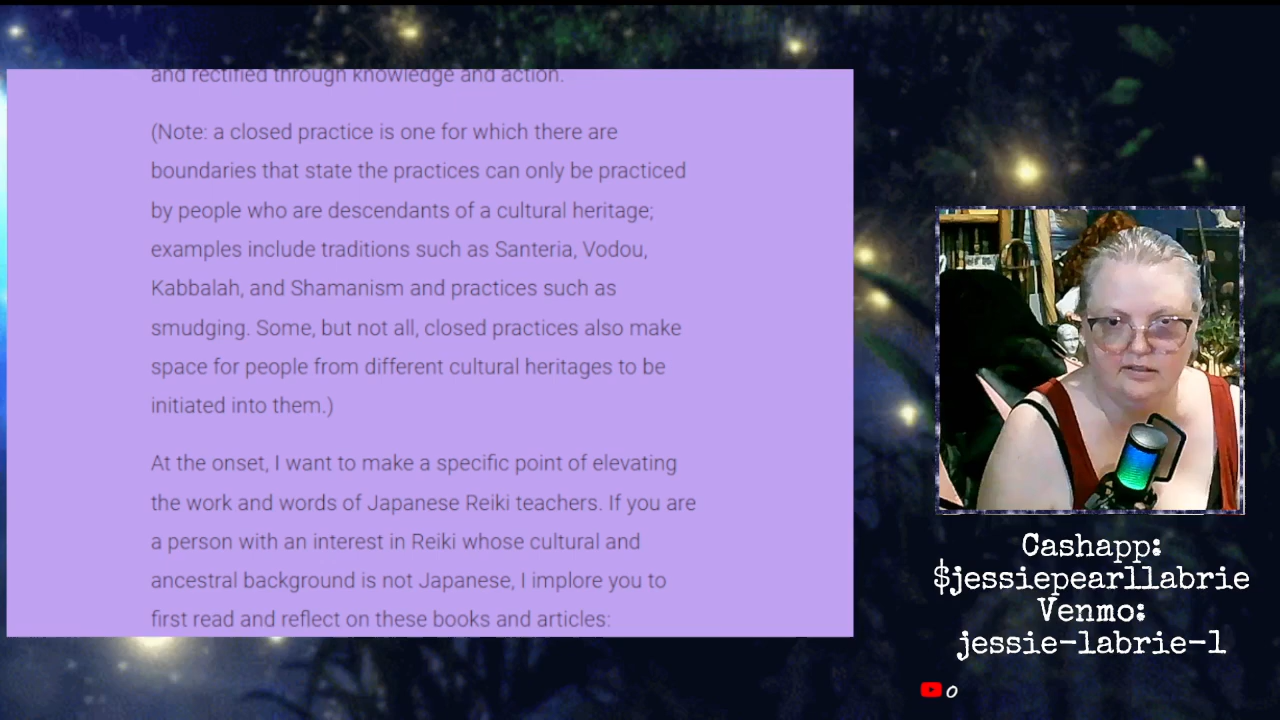 and rectified through knowledge and action.
(Note: a closed practice is one for which there are
boundaries that state the practices can only be practiced
by people who are descendants of a cultural heritage;
examples include traditions such as Santeria, Vodou,
Kabbalah, and Shamanism and practices such as
smudging. Some, but not all, closed practices also make
space for people from different cultural heritages to be
initiated into them.)
At the onset, I want to make a specific point of elevating
the work and words of Japanese Reiki teachers. If you are
a person with an interest in Reiki whose cultural and
ancestral background is not Japanese, I implore you to
first read and reflect on these books and articles:
Cashapp:
$jessiepearllabrie
Venmo:
jessie-labrie-1
0